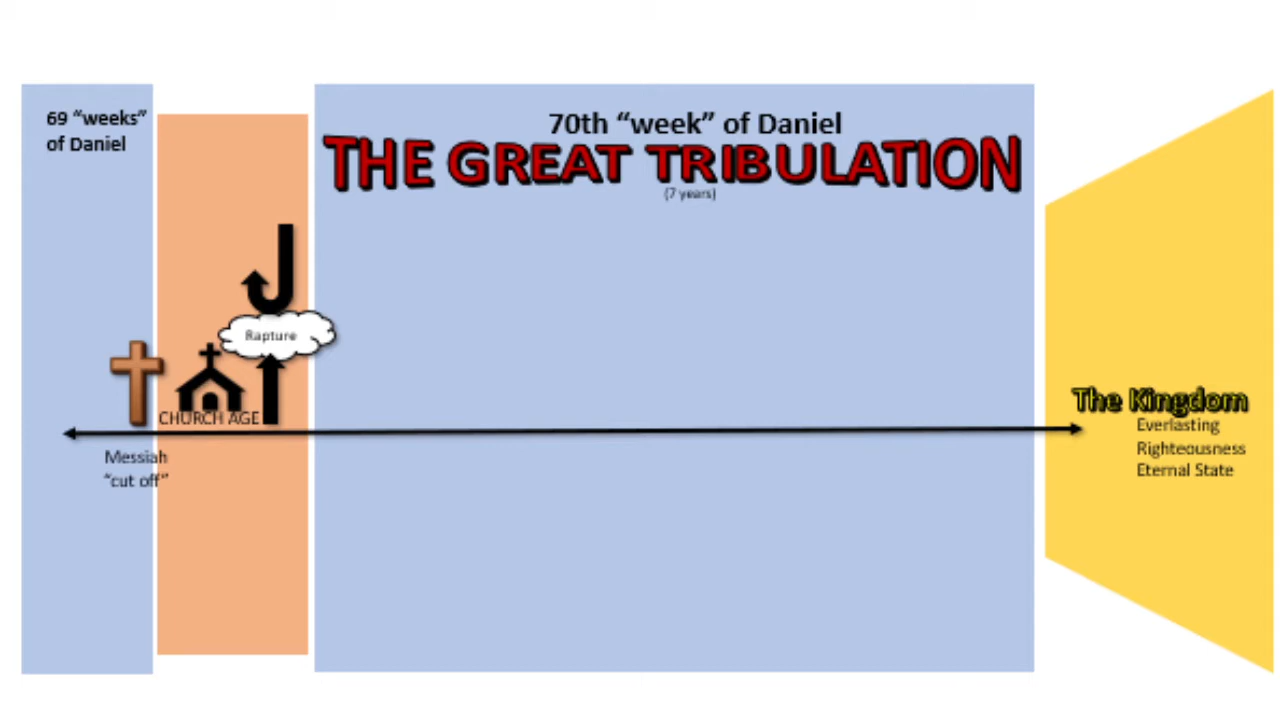 69 “weeks”
of Daniel
70th “week” of Daniel
THE GREAT TRIBULATION
(7 years)
Rapture
CHURCH AGE
Messiah
“cut off”
The Kingdom
Everlasting
Righteousness
Eternal State